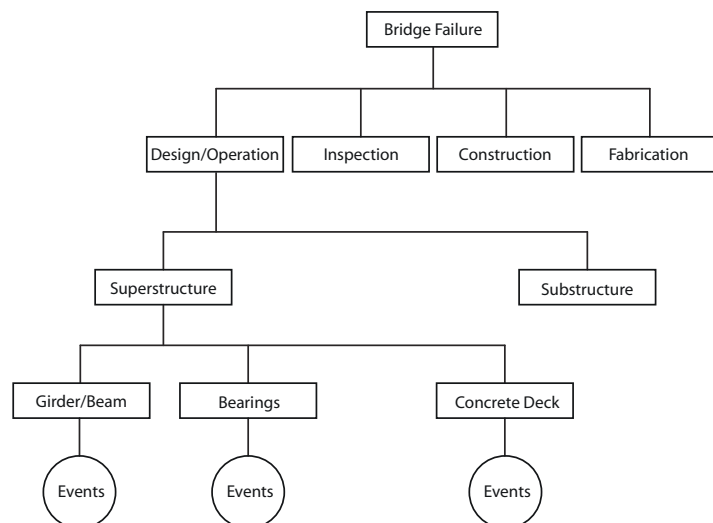 Bridge Failure
Design/Operation
Inspection
Construction
Fabrication
Superstructure
Substructure
Girder/Beam
Bearings
Concrete Deck
Events
Events
Events